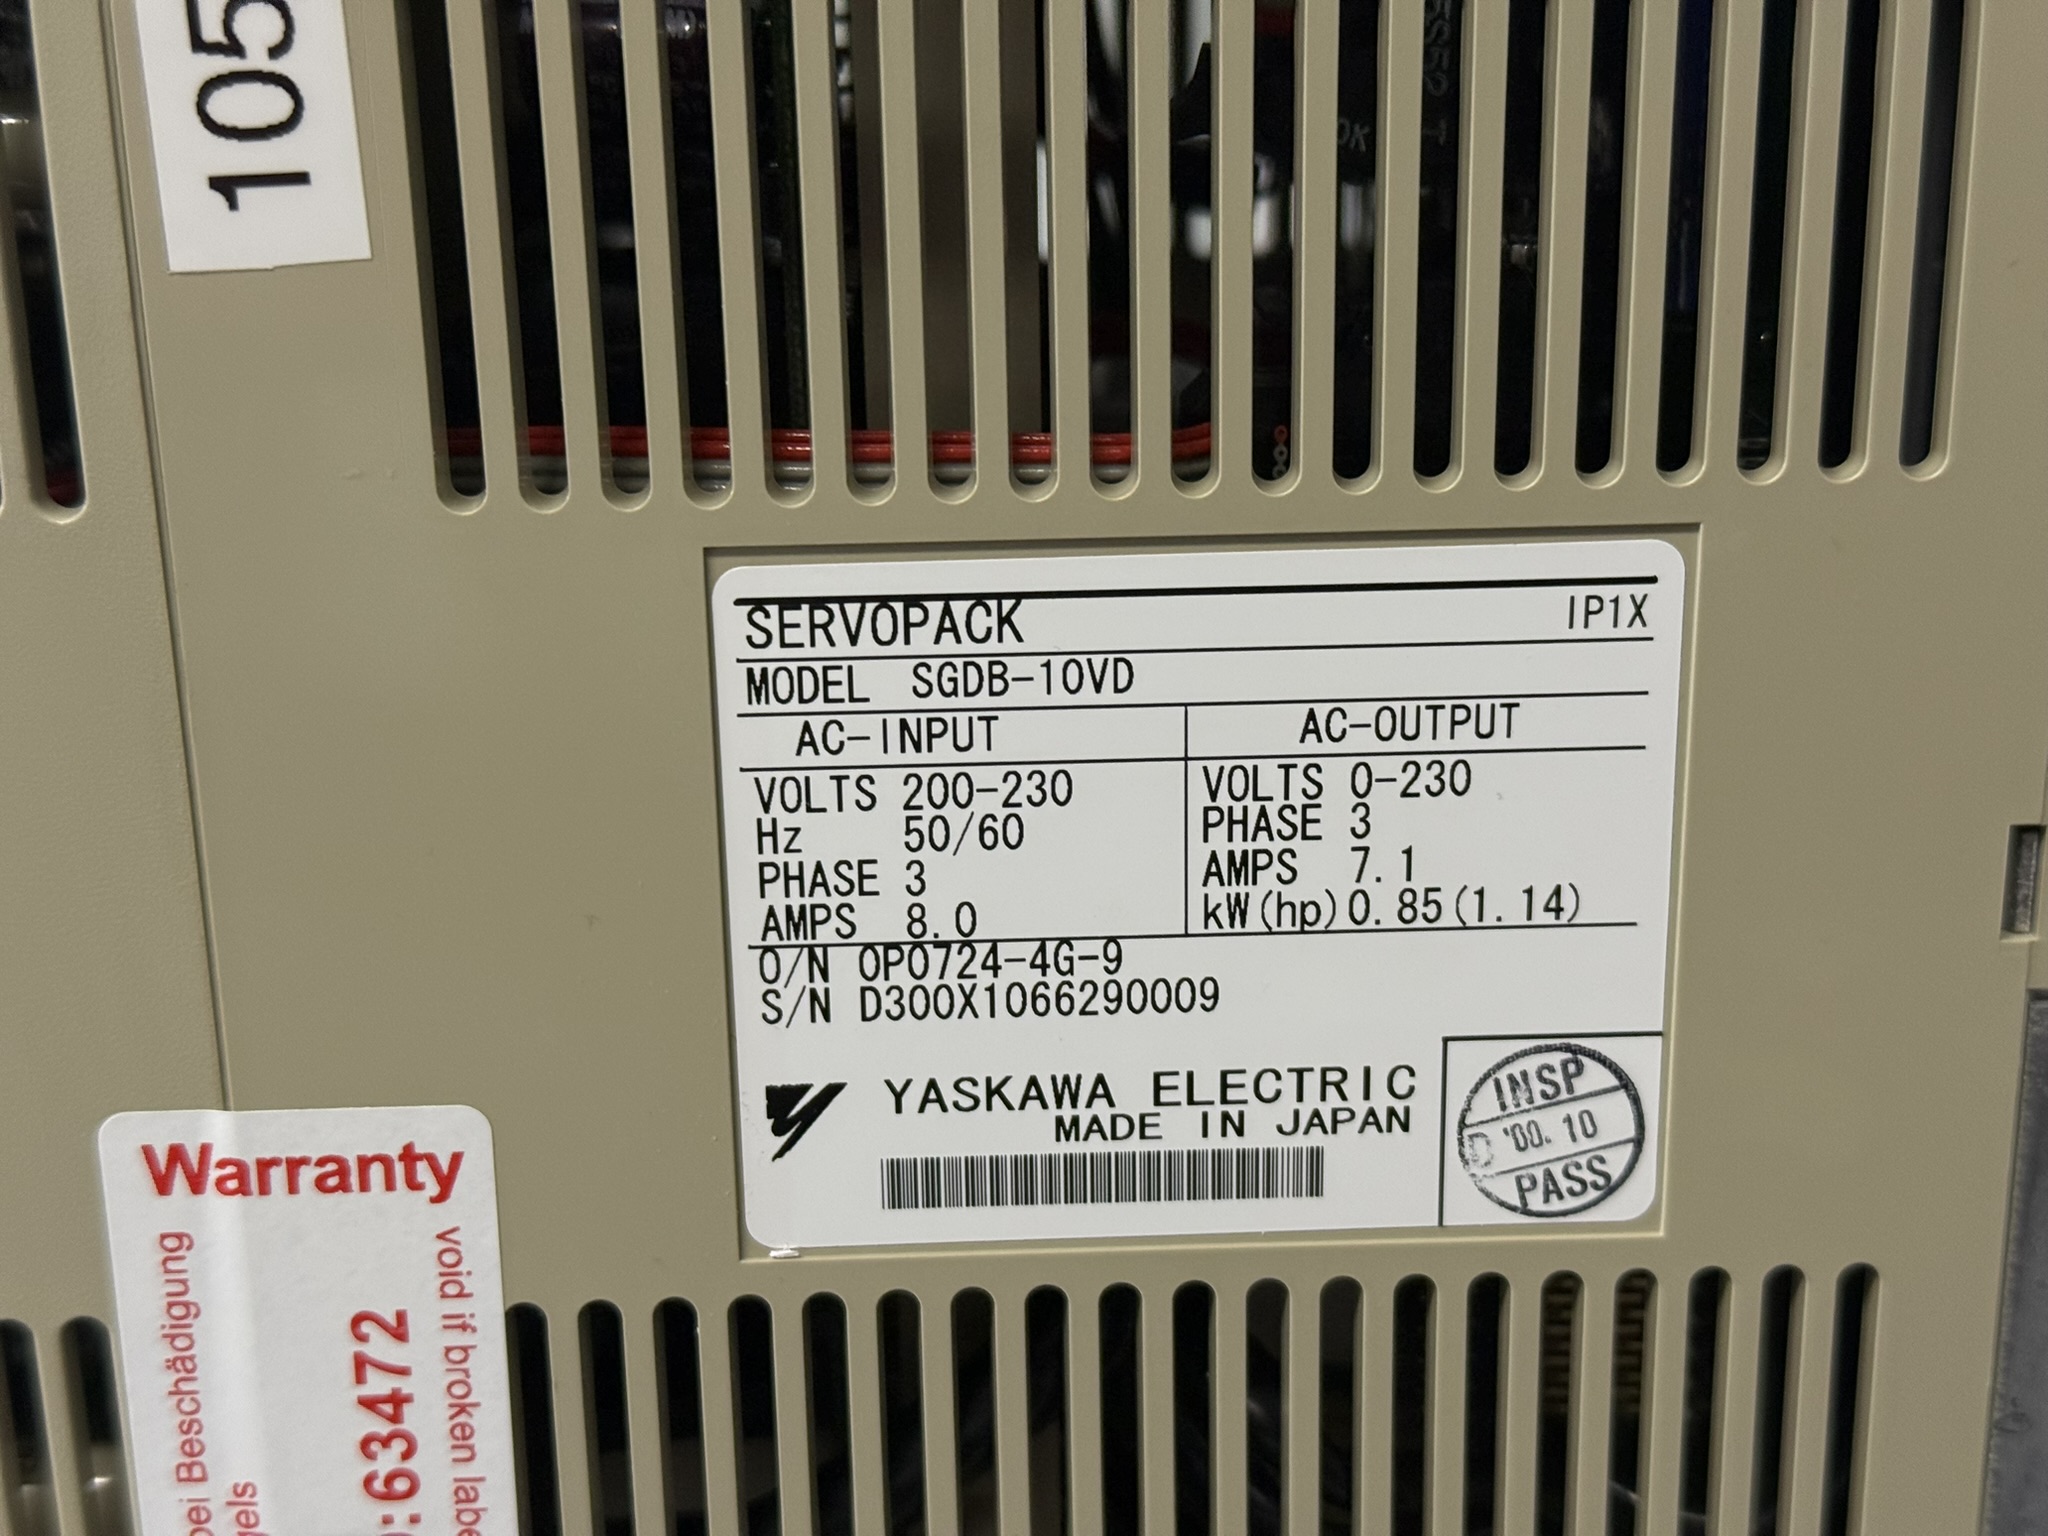 105
SERVOPACK IP1X
MODEL SGDB-10VD
AC-INPUT AC-OUTPUT
VOLTS 200-230 VOLTS 0-230
Hz 50/60 PHASE 3
PHASE 3 AMPS 7.1
AMPS 8.0 kW(hp) 0.85(1.14)
O/N 0P0724-4G-9
S/N D300X1066290009
YASKAWA ELECTRIC
MADE IN JAPAN
INSP
D '00.10
PASS
Warranty
bei Beschädigung
:63472
void if broken